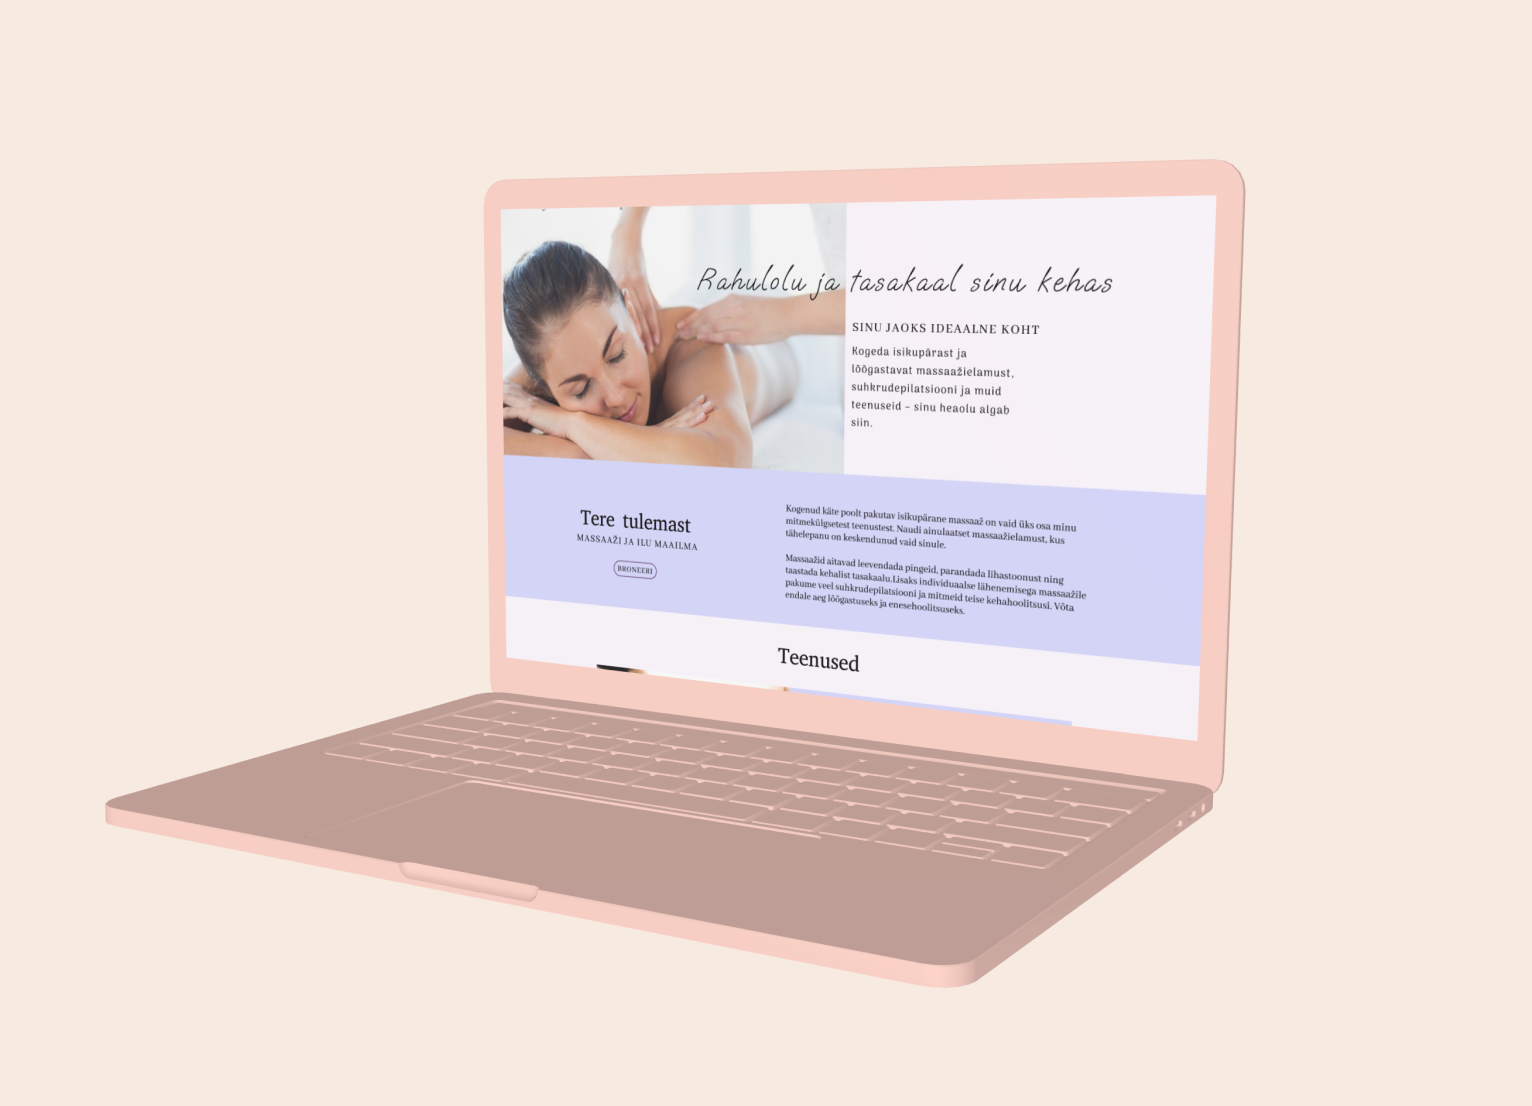 Rahulolu ja tasakaal sinu kehas
SINU JAOKS IDEAALNE KOHT
Kogeda isikupärast ja
lõõgastavat massaažielamust,
suhkrudepilatsiooni ja muid
teenuseid – sinu heaolu algab
siin.
Tere tulemast
MASSAAŽI JA ILU MAAILMA
BRONEERI
Kogenud käte poolt pakutav isikupärane massaaž on vaid üks osa minu
mitmekülgsetest teenustest. Naudi ainulaatset massaažielamust, kus
tähelepanu on keskendunud vaid sinule.
Massaažid aitavad leevendada pingeid, parandada lihastoonust ning
taastada kehalist tasakaalu.Lisaks individuaalse lähenemisega massaažile
pakume veel suhkrudepilatsiooni ja mitmeid teise kehahoolitsusi. Võta
endale aeg lõõgastuseks ja enesehoolitsuseks.
Teenused